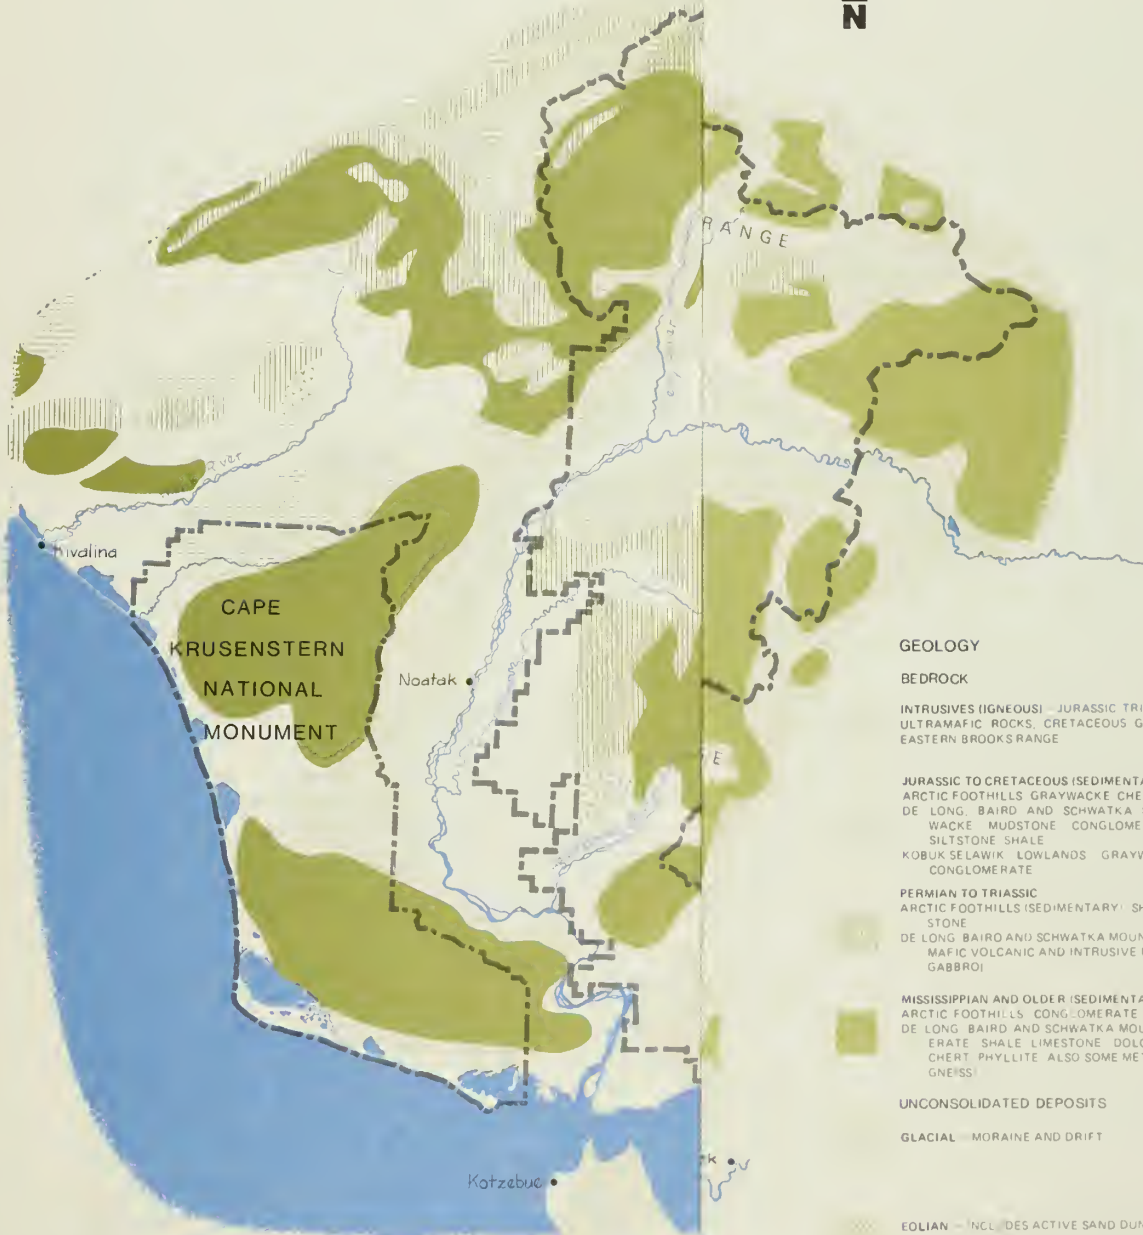 N
RANGE
Kivalina
CAPE
KRUSENSTERN
NATIONAL
MONUMENT
Noatak
Kotzebue
GEOLOGY
BEDROCK
INTRUSIVES (IGNEOUS) JURASSIC
ULTRAMAFIC ROCKS, CRETACEOUS
EASTERN BROOKS RANGE
JURASSIC TO CRETACEOUS
ARCTIC FOOTHILLS GRAYWACKE
DE LONG, BAIRD AND SCHWATKA
WACKE MUDSTONE
SILTSTONE SHALE
KOBUK SELAWIK LOWLANDS
CONGLOMERATE
PERMIAN TO TRIASSIC
ARCTIC FOOTHILLS (SEDIMENTARY
STONE
DE LONG BAIRD AND SCHWATKA
MAFIC VOLCANIC AND INTRUSIVE
GABBRO)
MISSISSIPPIAN AND OLDER
ARCTIC FOOTHILLS CONGLOMERATE
DE LONG BAIRD AND SCHWATKA
ERATE SHALE LIMESTONE
CHERT PHYLLITE ALSO SOME
GNEISS)
UNCONSOLIDATED DEPOSITS
GLACIAL MORAINE AND DRIFT
EOLIAN - INCLUDES ACTIVE SAND